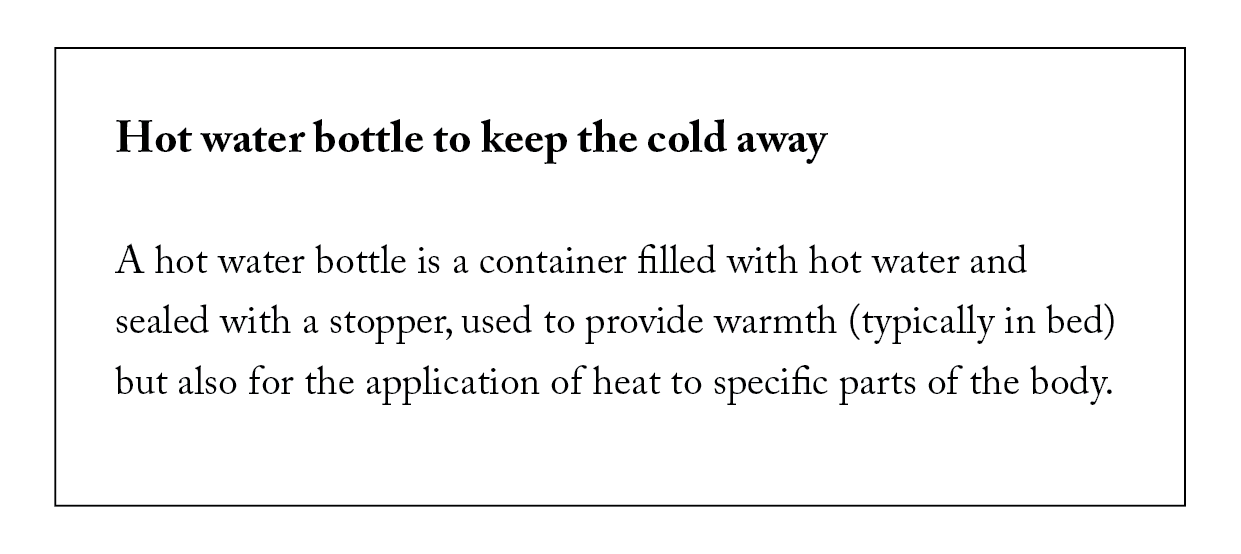 Hot water bottle to keep the cold away
A hot water bottle is a container filled with hot water and
sealed with a stopper, used to provide warmth (typically in bed)
but also for the application of heat to specific parts of the body.